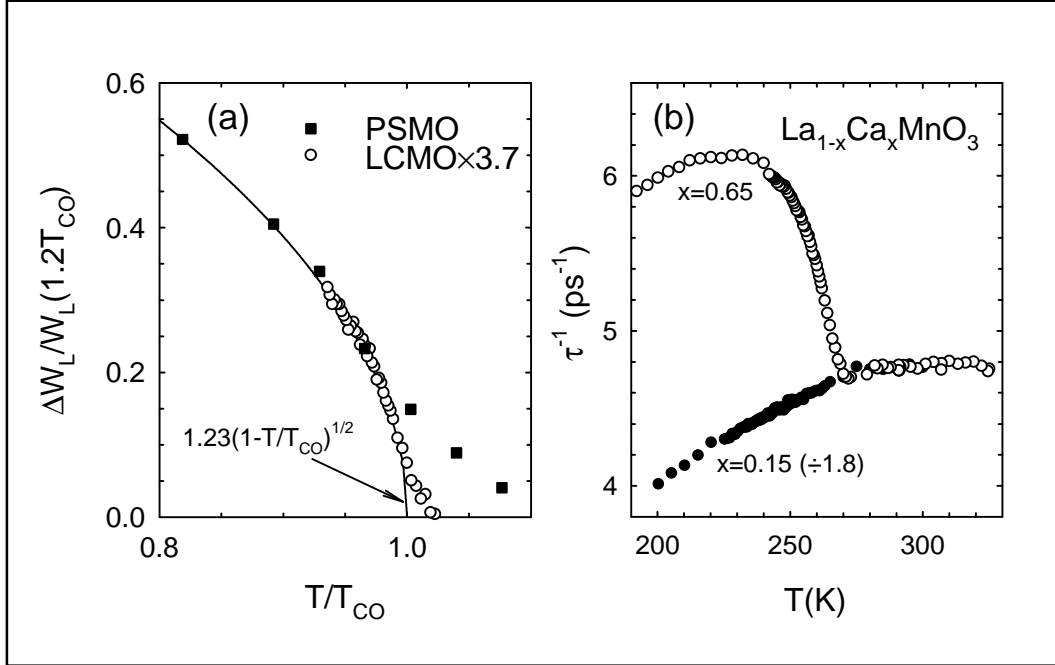 (a)
PSMO
LCMO×3.7
ΔW_L/W_L(1.2T_CO)
0.6
0.4
0.2
0.0
1.23(1-T/T_CO)^1/2
0.8
1.0
T/T_CO
(b)
La_1-xCa_xMnO_3
τ^-1 (ps^-1)
6
5
4
x=0.65
x=0.15 (÷1.8)
200
250
300
T(K)